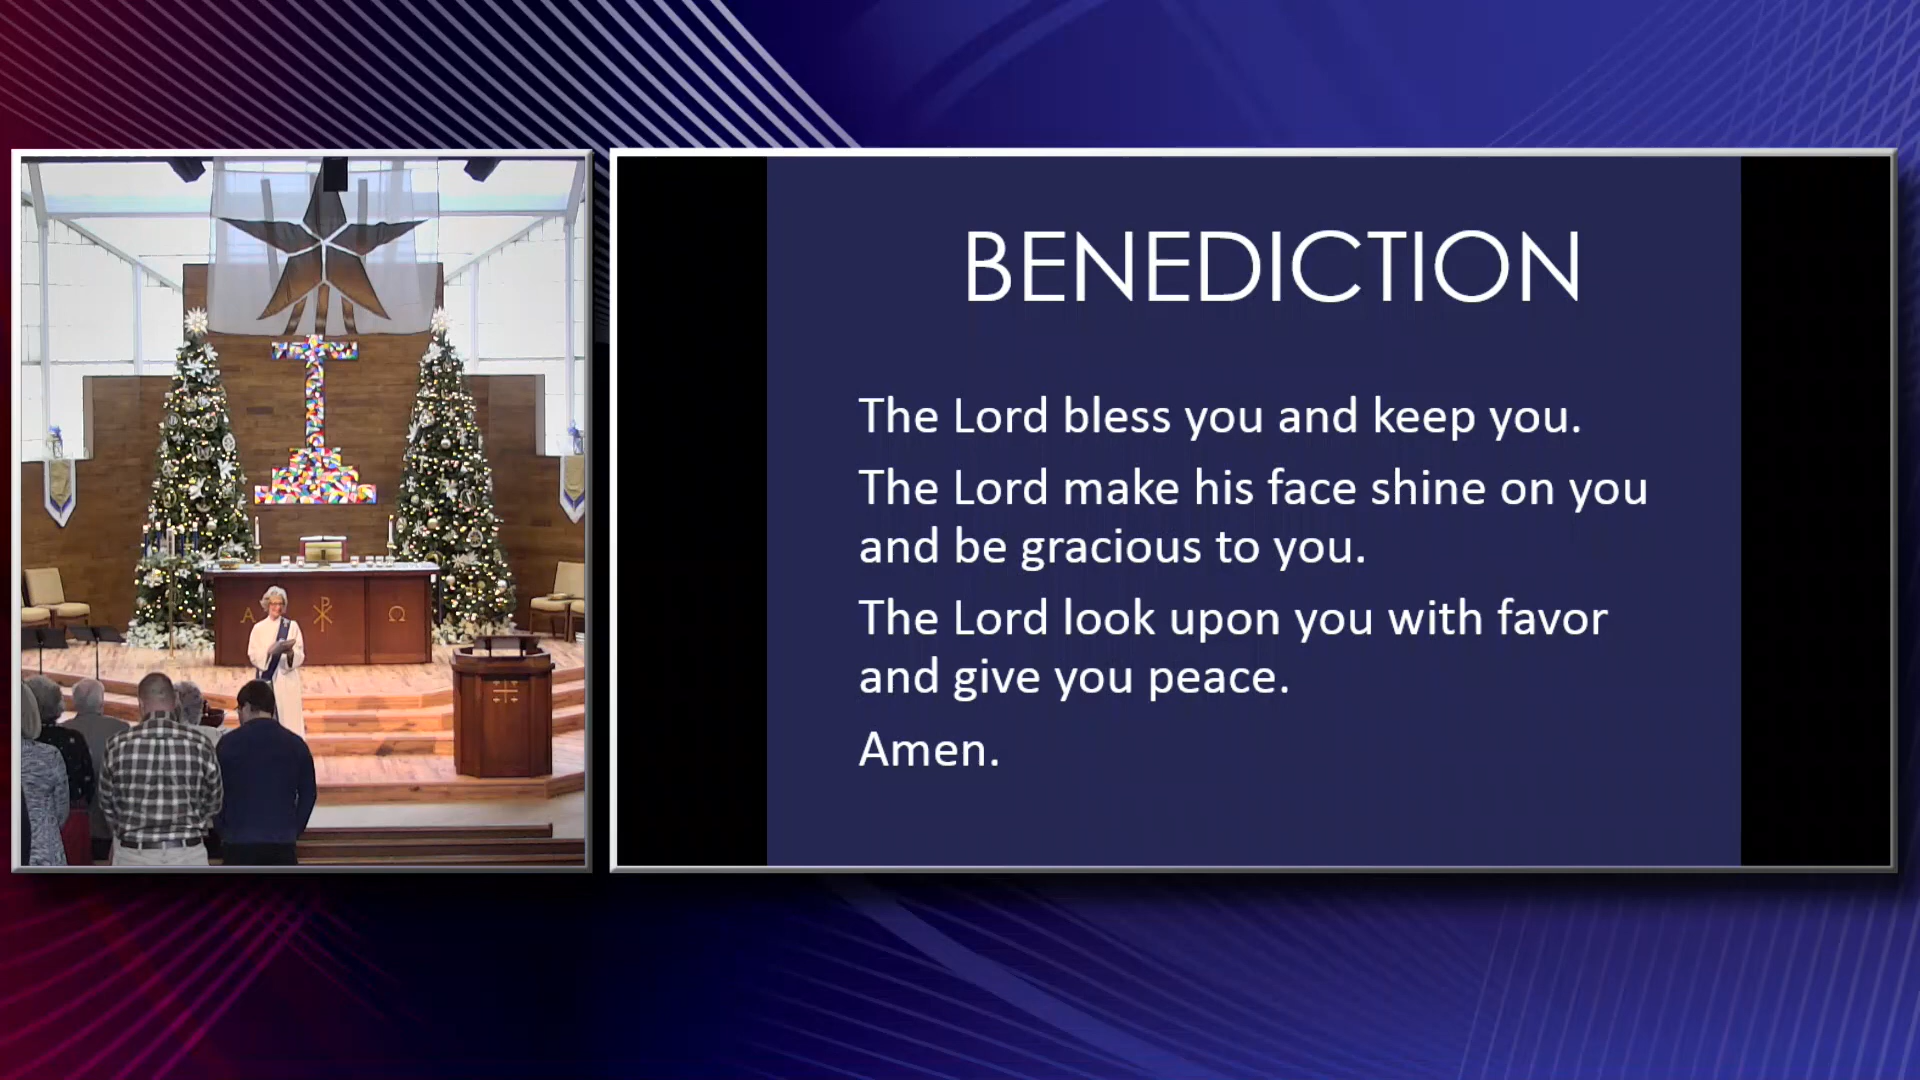 BENEDICTION
The Lord bless you and keep you.
The Lord make his face shine on you
and be gracious to you.
The Lord look upon you with favor
and give you peace.
Amen.
Α
Ω